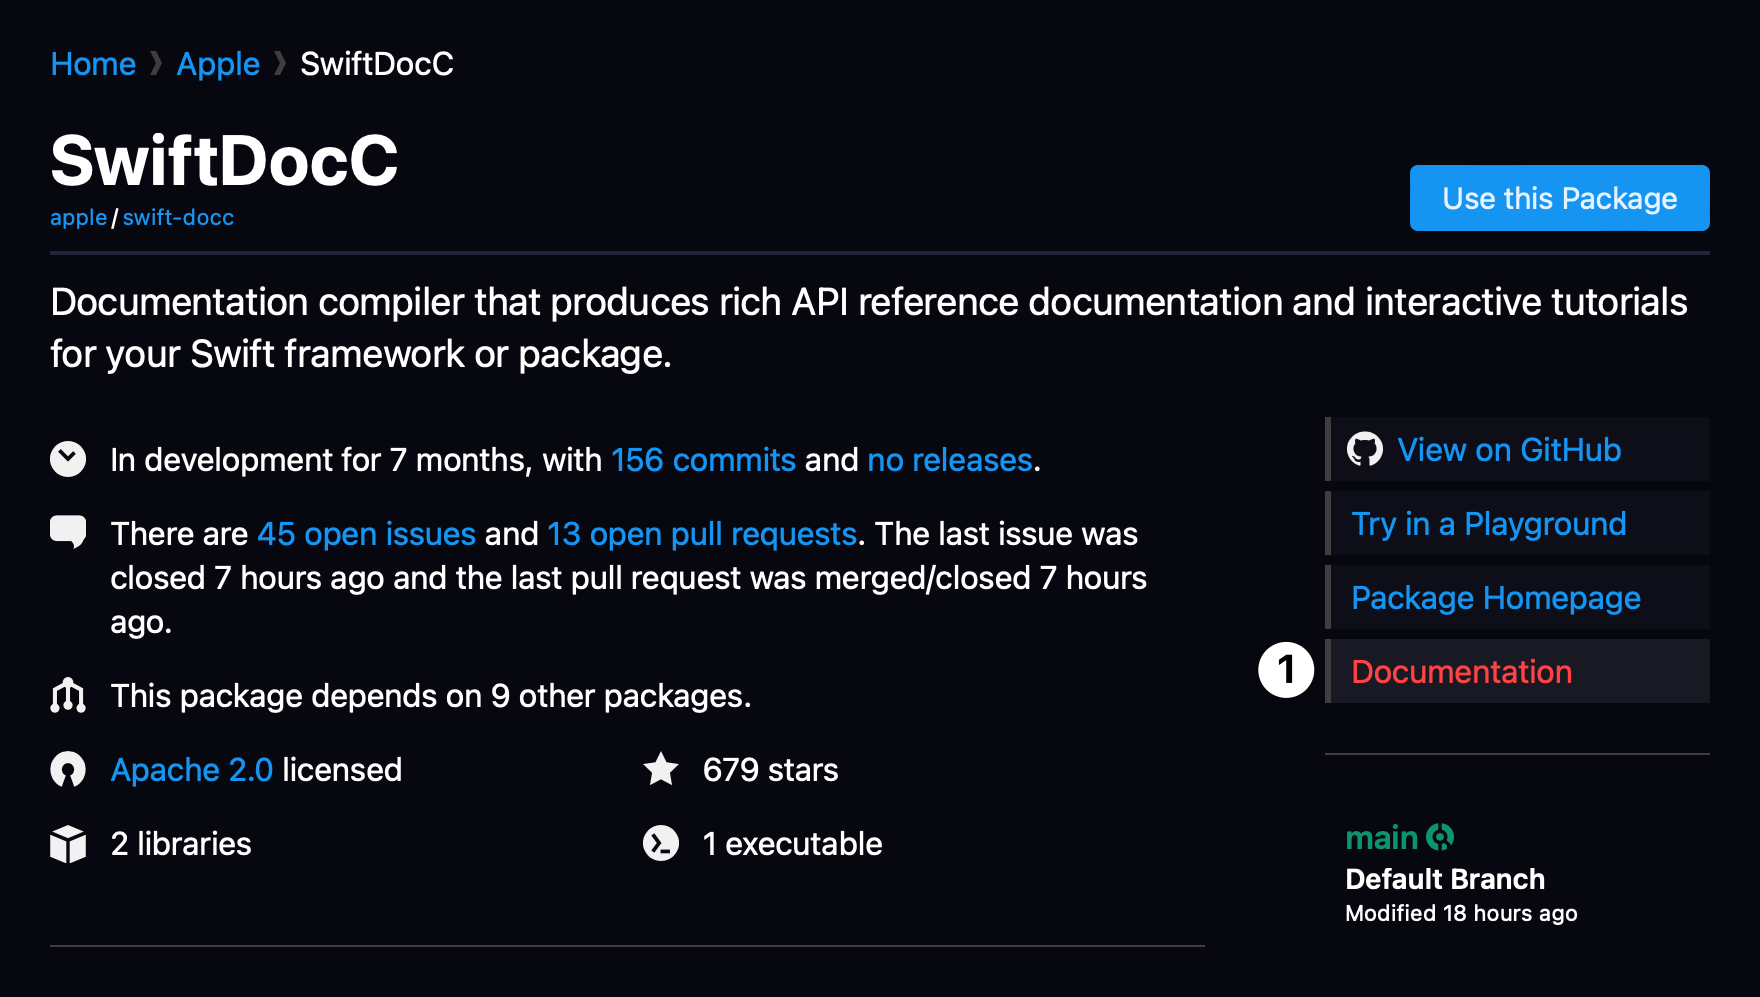 Home › Apple › SwiftDocC
SwiftDocC
apple/swift-docc
Use this Package
Documentation compiler that produces rich API reference documentation and interactive tutorials
for your Swift framework or package.
In development for 7 months, with 156 commits and no releases.
There are 45 open issues and 13 open pull requests. The last issue was
closed 7 hours ago and the last pull request was merged/closed 7 hours
ago.
This package depends on 9 other packages.
Apache 2.0 licensed
679 stars
2 libraries
1 executable
View on GitHub
Try in a Playground
Package Homepage
1
Documentation
main
Default Branch
Modified 18 hours ago